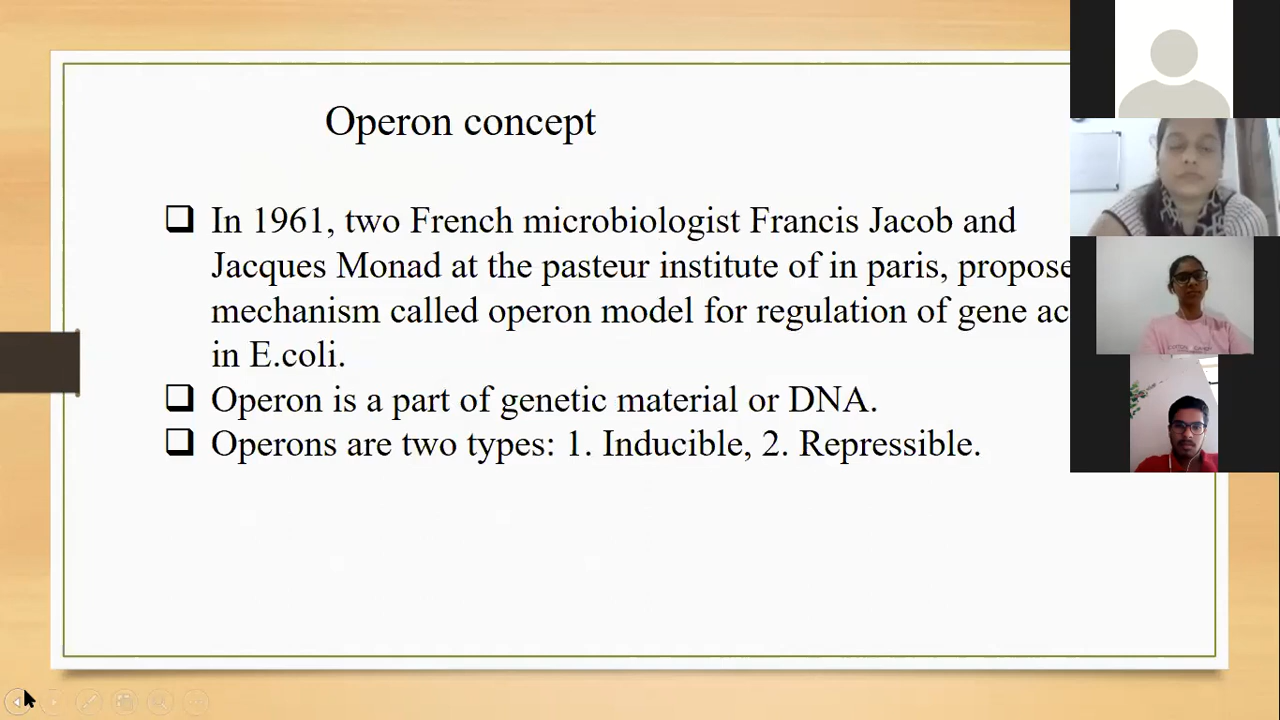 Operon concept
❑ In 1961, two French microbiologist Francis Jacob and
Jacques Monad at the pasteur institute of in paris, propose
mechanism called operon model for regulation of gene ac
in E.coli.
❑ Operon is a part of genetic material or DNA.
❑ Operons are two types: 1. Inducible, 2. Repressible.